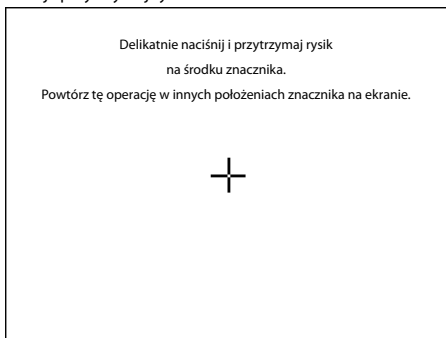 Delikatnie naciśnij i przytrzymaj rysik
na środku znacznika.
Powtórz tę operację w innych położeniach znacznika na ekranie.